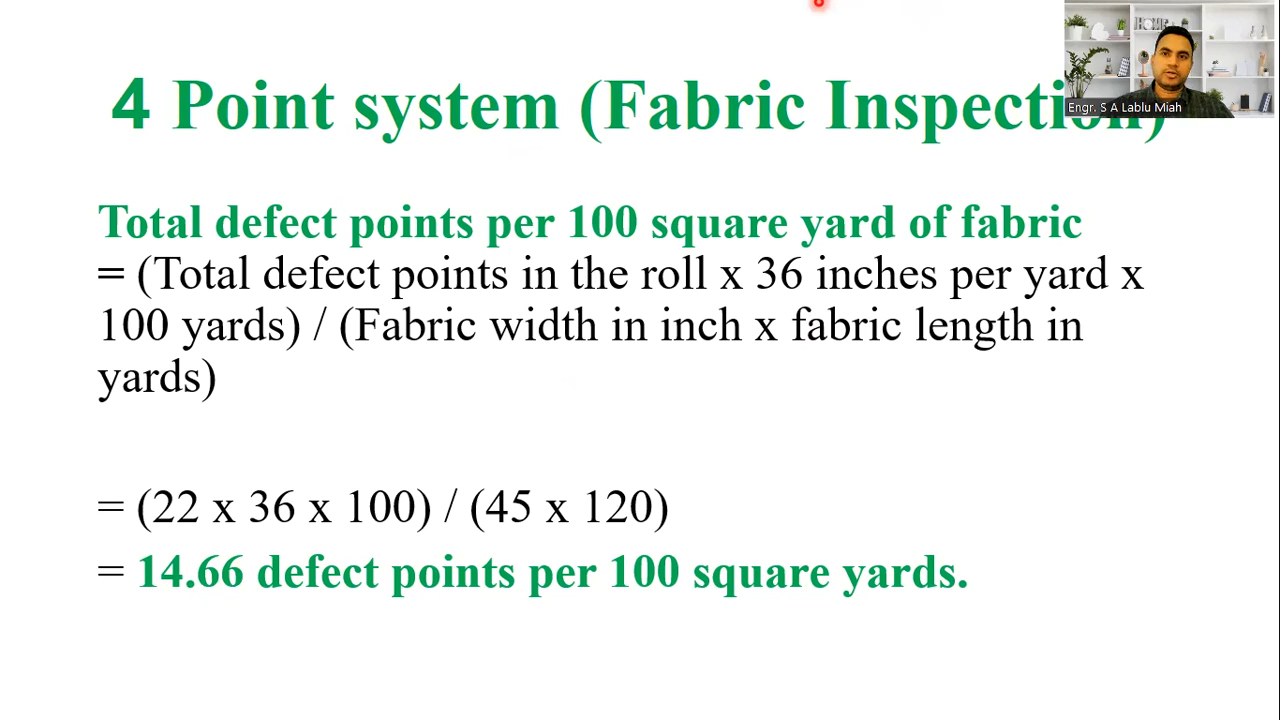 4 Point system (Fabric Inspection)
Engr. S A Lablu Miah
Total defect points per 100 square yard of fabric
= (Total defect points in the roll x 36 inches per yard x
100 yards) / (Fabric width in inch x fabric length in
yards)
= (22 x 36 x 100) / (45 x 120)
= 14.66 defect points per 100 square yards.